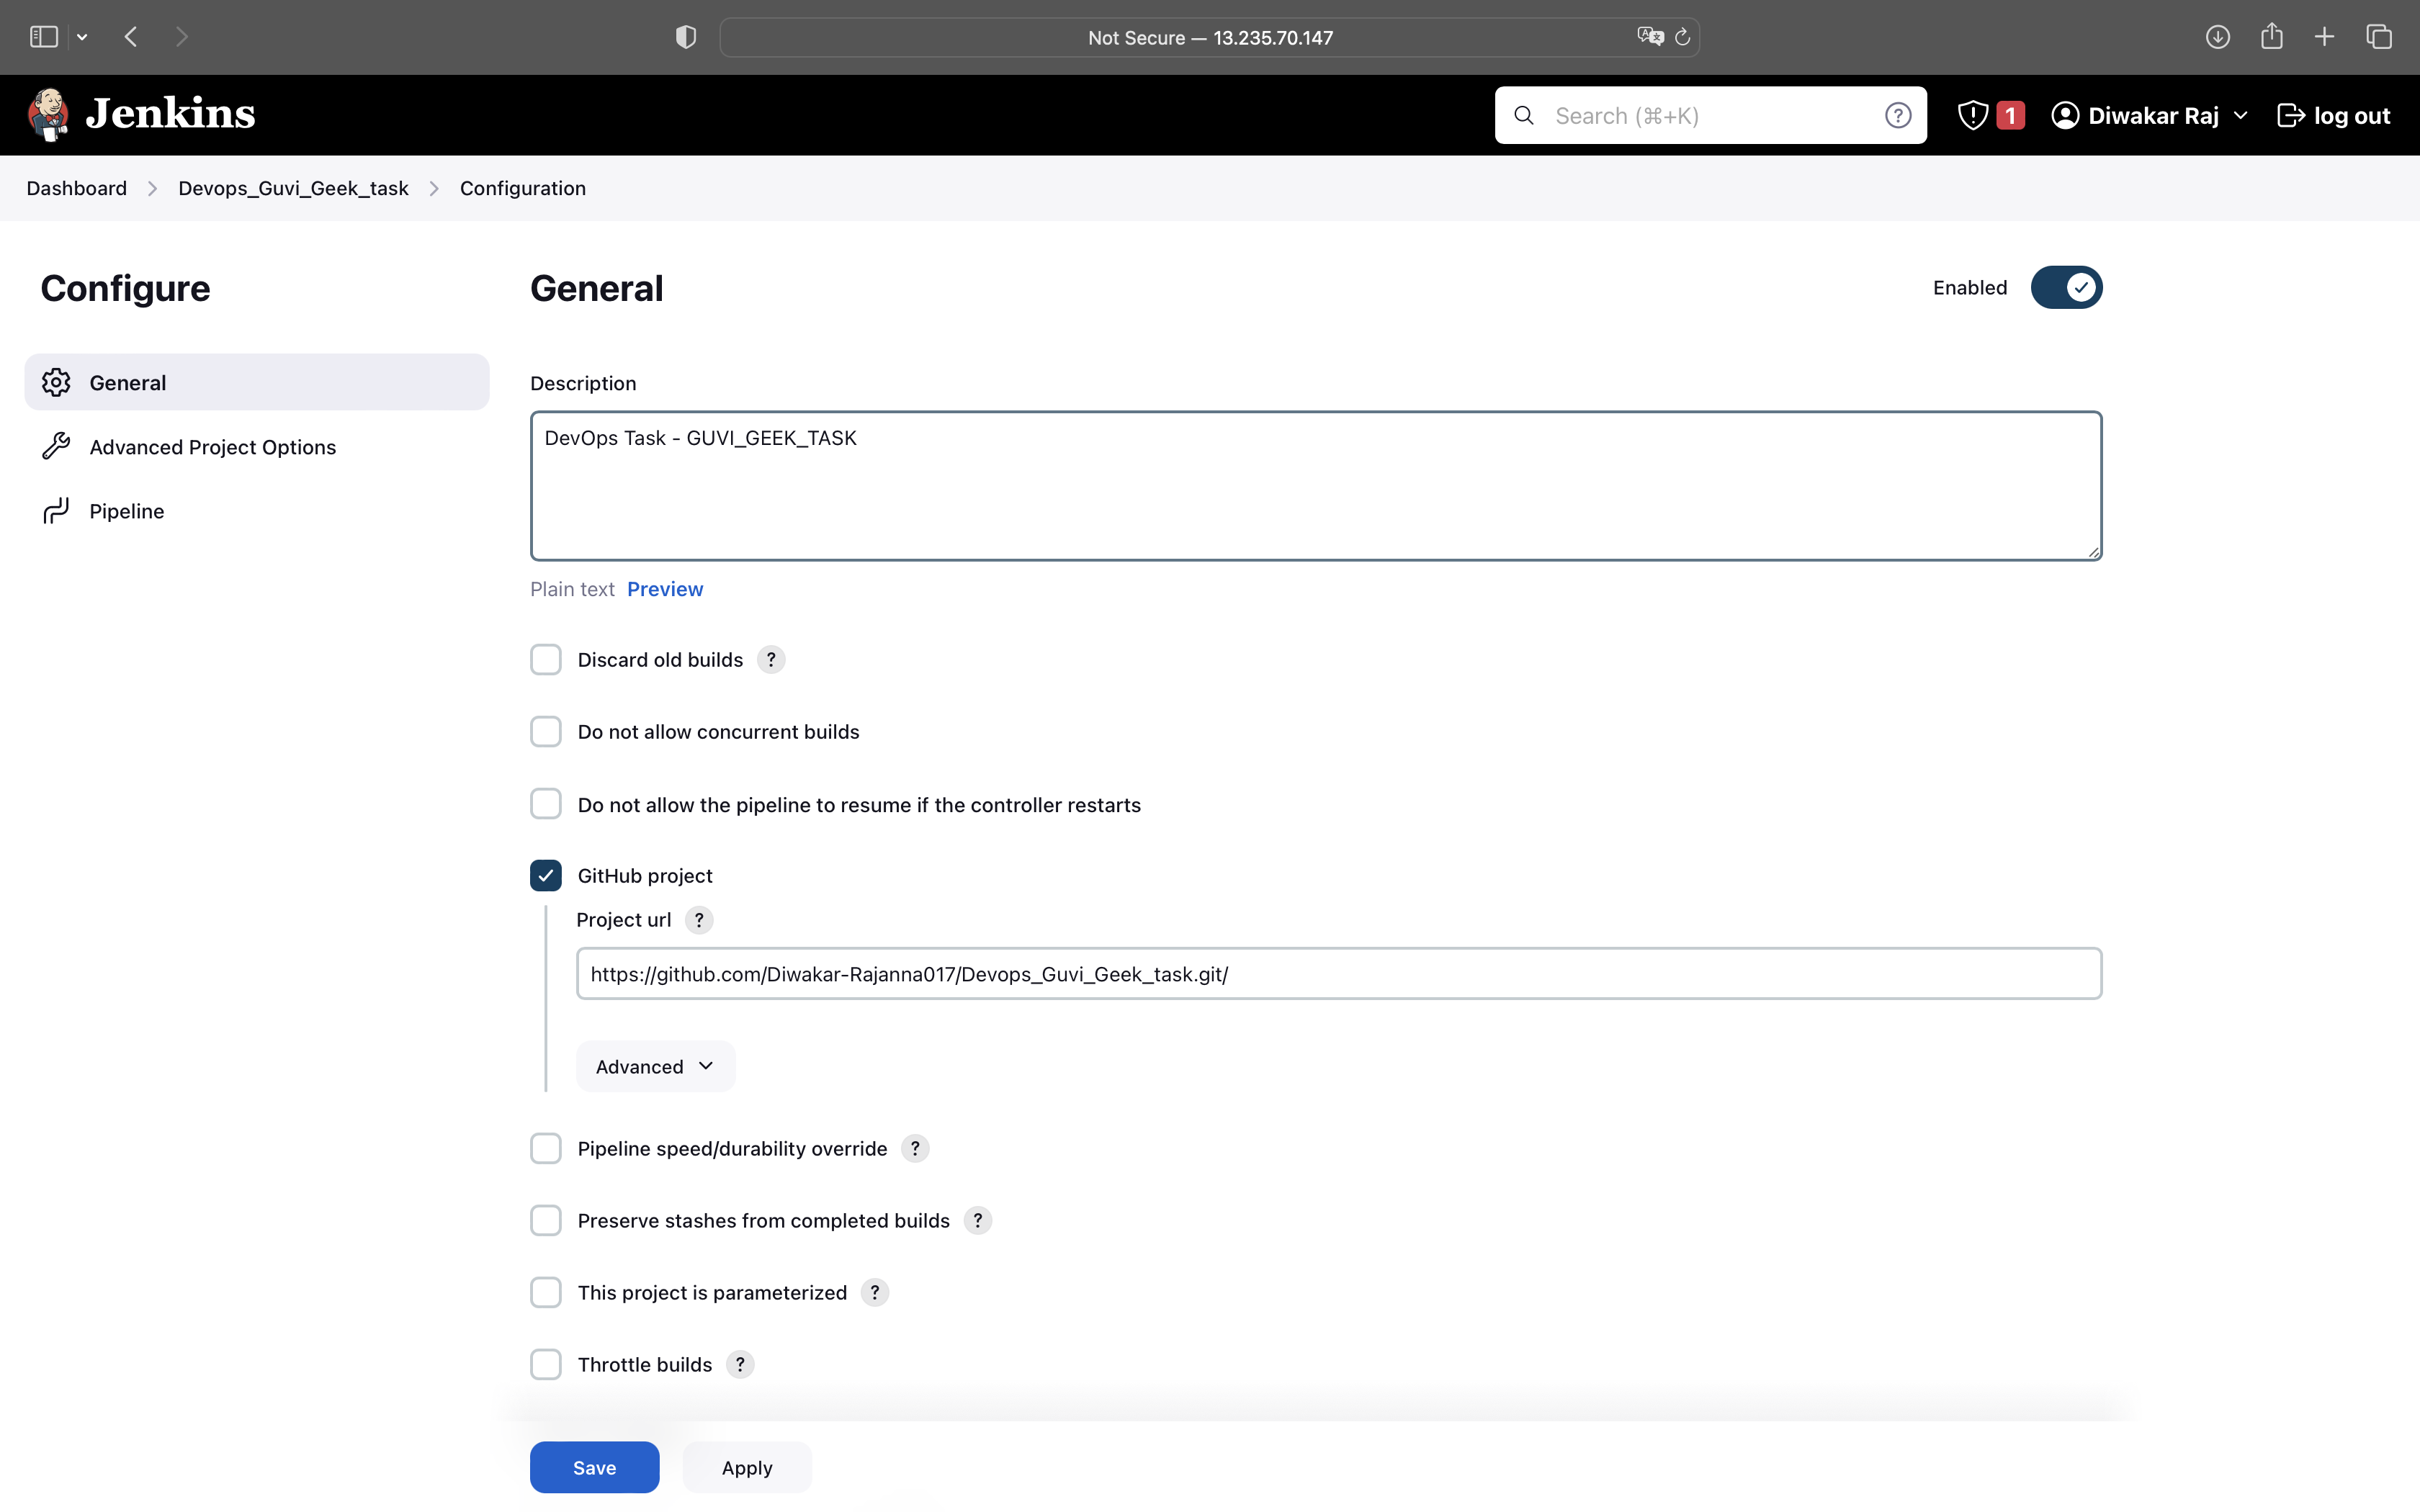 Not Secure — 13.235.70.147
Jenkins
Search (⌘+K)
?
1
Diwakar Raj
log out
Dashboard
Devops_Guvi_Geek_task
Configuration
Configure
General
Advanced Project Options
Pipeline
General
Enabled
Description
DevOps Task - GUVI_GEEK_TASK
Plain text Preview
Discard old builds ?
Do not allow concurrent builds
Do not allow the pipeline to resume if the controller restarts
GitHub project
Project url ?
https://github.com/Diwakar-Rajanna017/Devops_Guvi_Geek_task.git/
Advanced
Pipeline speed/durability override ?
Preserve stashes from completed builds ?
This project is parameterized ?
Throttle builds ?
Save
Apply